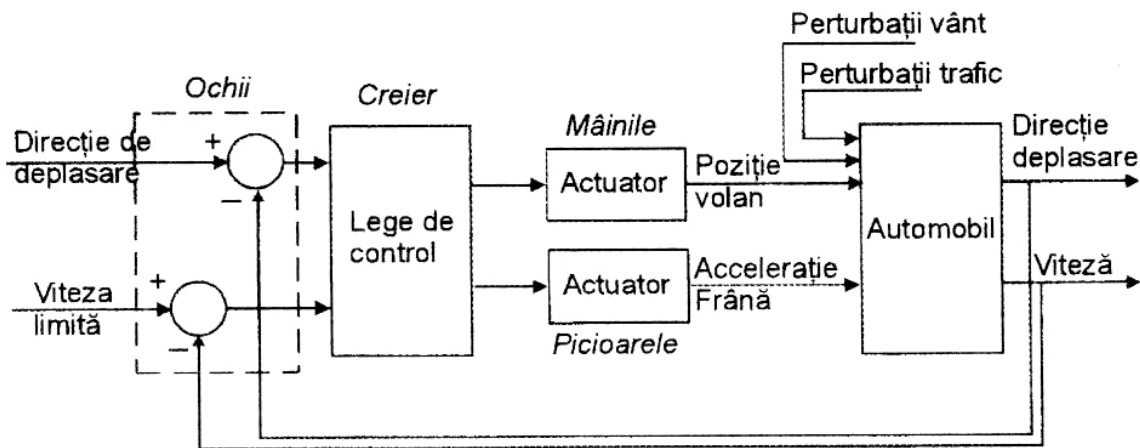 Perturbații vânt
Perturbații trafic
Ochii
Creier
Mâinile
Direcție de
deplasare
+
−
Lege de
control
Actuator
Poziție
volan
Automobil
Direcție
deplasare
Viteza
limită
+
−
Actuator
Accelerație
Frână
Picioarele
Viteză